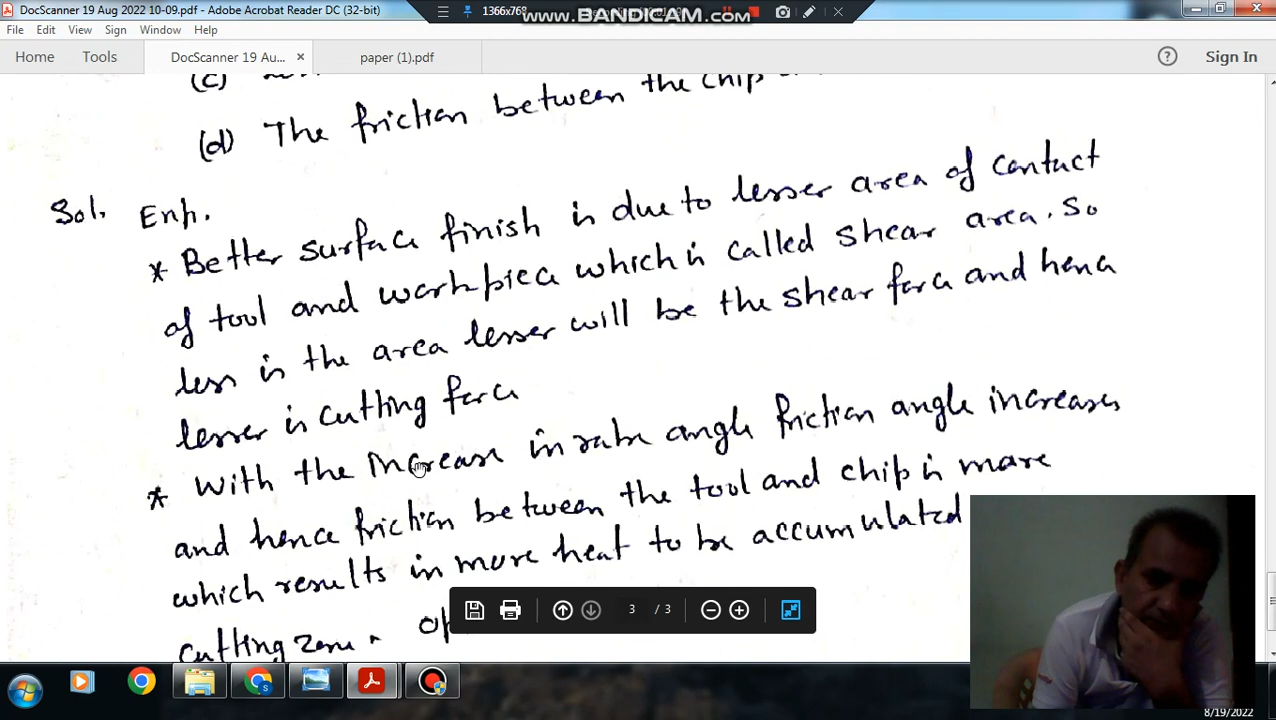 DocScanner 19 Aug 2022 10-09.pdf - Adobe Acrobat Reader DC (32-bit)
1366x768
www.BANDICAM.com
File Edit View Sign Window Help
Home Tools DocScanner 19 Au... × paper (1).pdf ? Sign In
(c)
(d) The friction between the chip
Sol. Exp.
* Better surface finish is due to lesser area of contact
of tool and workpiece which is called shear area. So
less is the area lesser will be the shear force and hence
lesser is cutting force
* With the increase in rake angle friction angle increases
and hence friction between the tool and chip is more
which results in more heat to be accumulated
cutting zone.
3 / 3
8/19/2022